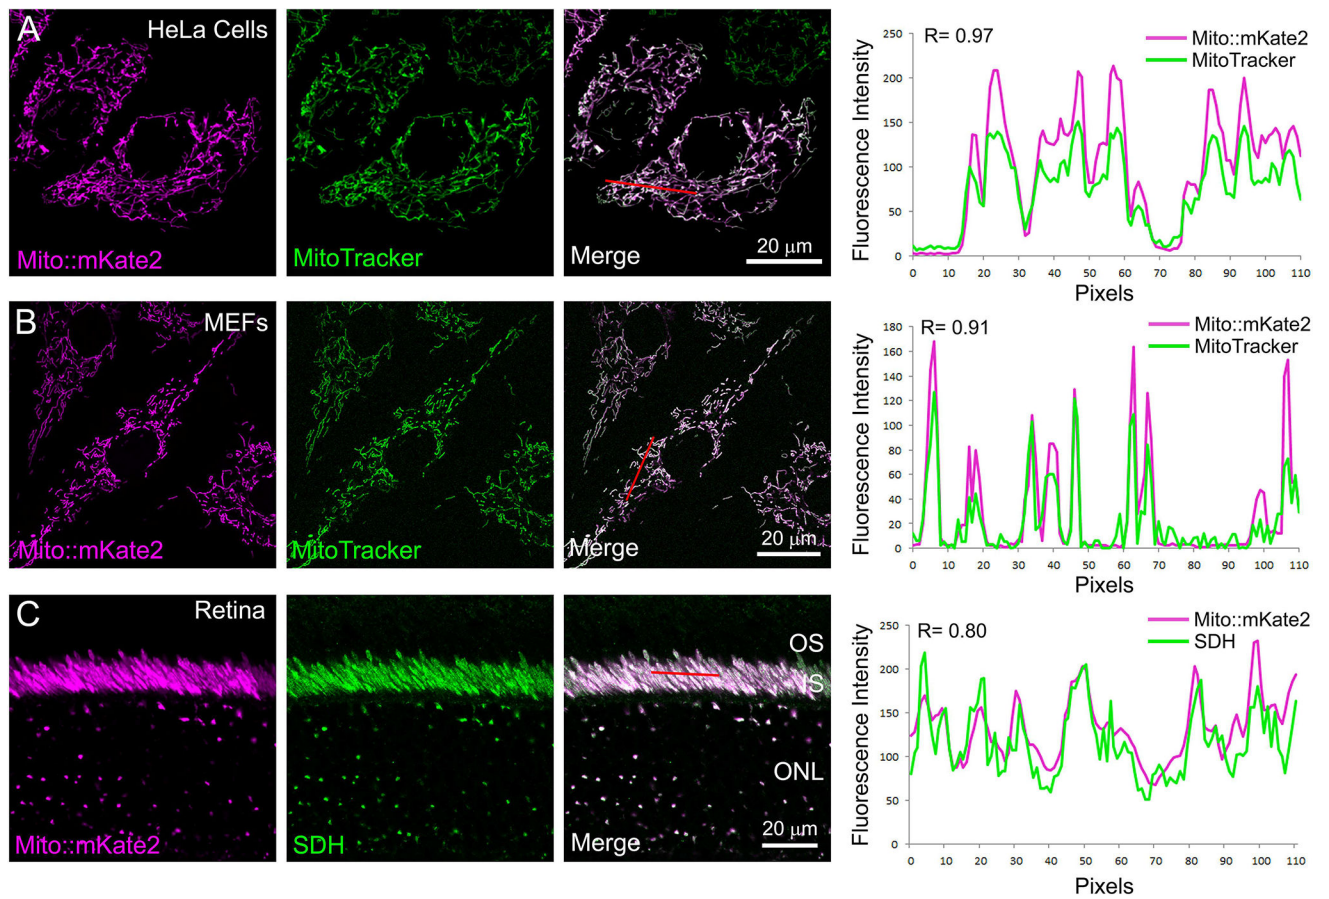 A
HeLa Cells
Mito::mKate2
MitoTracker
Merge
20 μm
R= 0.97
Mito::mKate2
MitoTracker
Fluorescence Intensity
250
200
150
100
50
0
0 10 20 30 40 50 60 70 80 90 100 110
Pixels
B
MEFs
Mito::mKate2
MitoTracker
Merge
20 μm
R= 0.91
Mito::mKate2
MitoTracker
Fluorescence Intensity
180
160
140
120
100
80
60
40
20
0
0 10 20 30 40 50 60 70 80 90 100 110
Pixels
C
Retina
Mito::mKate2
SDH
OS
IS
ONL
Merge
20 μm
R= 0.80
Mito::mKate2
SDH
Fluorescence Intensity
250
200
150
100
50
0
0 10 20 30 40 50 60 70 80 90 100 110
Pixels